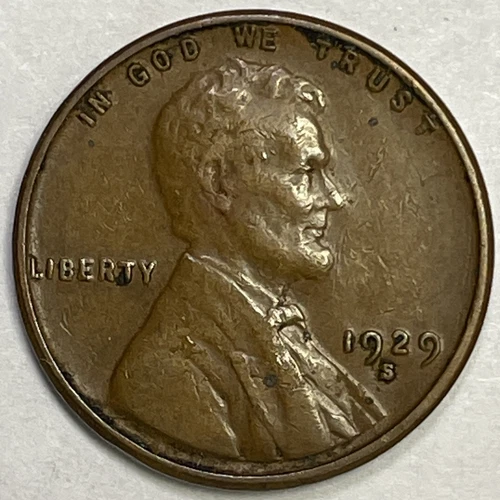 IN GOD WE TRUST
LIBERTY
1929
S